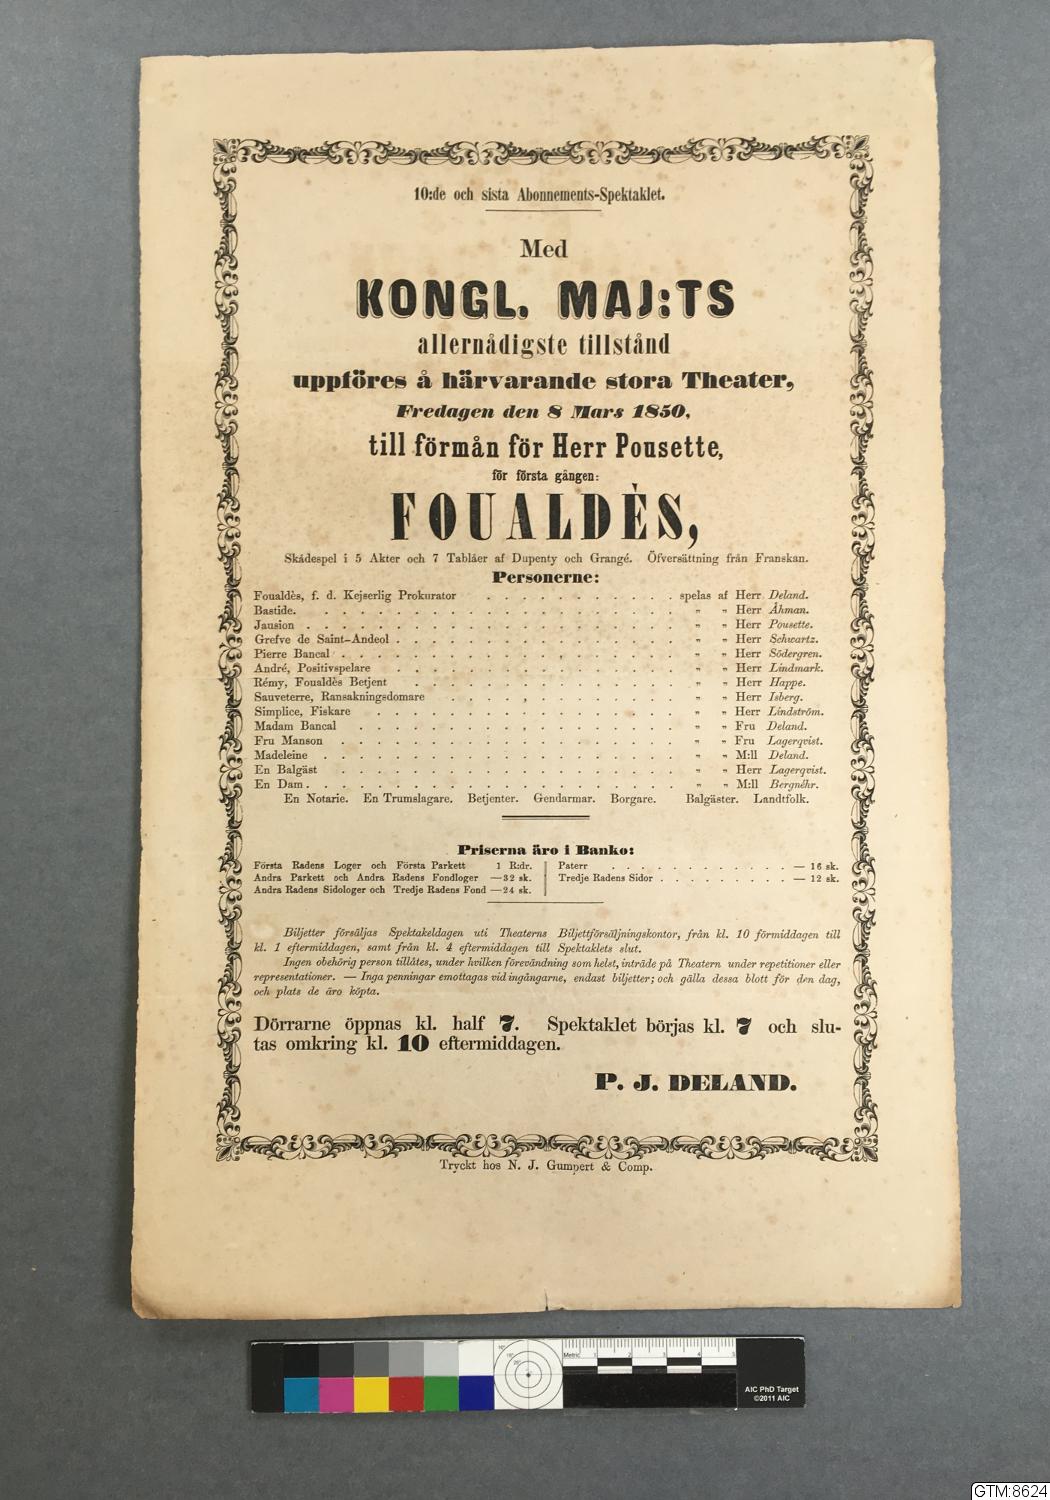 10:de och sista Abonnements-Spektaklet.
Med
KONGL. MAJ:TS
allernådigste tillstånd
uppföres å härvarande stora Theater,
Fredagen den 8 Mars 1850,
till förmån för Herr Pousette,
för första gången:
FOUALDÈS,
Skådespel i 5 Akter och 7 Tablåer af Dupenty och Grangé. Öfversättning från Franskan.
Personerne:
Foualdès, f. d. Kejserlig Prokurator . . . . . . . . . . . spelas af Herr Deland.
Bastide. . . . . . . . . . . . . . . . . . . . . . „ „ Herr Åhman.
Jausion . . . . . . . . . . . . . . . . . . . . . „ „ Herr Pousette.
Grefve de Saint-Andeol . . . . . . . . . . . . . . . . „ „ Herr Schwartz.
Pierre Bancal . . . . . . . . . . . . . . . . . . . „ „ Herr Södergren.
André, Positivspelare . . . . . . . . . . . . . . . . „ „ Herr Lindmark.
Rémy, Foualdès Betjent . . . . . . . . . . . . . . . „ „ Herr Happe.
Sauveterre, Ransakningsdomare . . . . . . . . . . . . . „ „ Herr Isberg.
Simplice, Fiskare . . . . . . . . . . . . . . . . . „ „ Herr Lindström.
Madam Bancal . . . . . . . . . . . . . . . . . . „ „ Fru Deland.
Fru Manson . . . . . . . . . . . . . . . . . . . „ „ Fru Lagerqvist.
Madeleine . . . . . . . . . . . . . . . . . . . . „ „ M:ll Deland.
En Balgäst . . . . . . . . . . . . . . . . . . . „ „ Herr Lagerqvist.
En Dam . . . . . . . . . . . . . . . . . . . . . „ „ M:ll Bergnéhr.
En Notarie. En Trumslagare. Betjenter. Gendarmar. Borgare. Balgäster. Landtfolk.
Priserna äro i Banko:
Första Radens Loger och Första Parkett 1 R:dr.
Andra Parkett och Andra Radens Fondloger —32 sk.
Andra Radens Sidologer och Tredje Radens Fond —24 sk.
Paterr . . . . . . . . . . . — 16 sk.
Tredje Radens Sidor . . . . . . . . — 12 sk.
Biljetter försäljas Spektakeldagen uti Theaterns Biljettförsäljningskontor, från kl. 10 förmiddagen till
kl. 1 eftermiddagen, samt från kl. 4 eftermiddagen till Spektaklets slut.
Ingen obehörig person tillåtes, under hvilken förevändning som helst, inträde på Theatern under repetitioner eller
representationer. — Inga penningar emottagas vid ingångarne, endast biljetter; och gälla dessa blott för den dag,
och plats de äro köpta.
Dörrarne öppnas kl. half 7. Spektaklet börjas kl. 7 och slu-
tas omkring kl. 10 eftermiddagen.
P. J. DELAND.
Tryckt hos N. J. Gumpert & Comp.
Metric 1 2 3 4 5
AIC PhD Target
©2011 AIC
GTM:8624